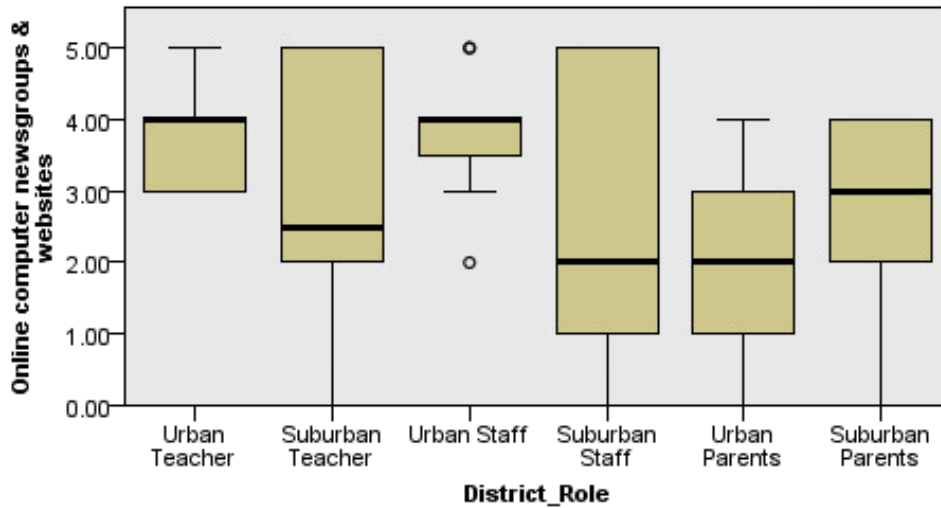 Online computer newsgroups &
websites
5.00
4.00
3.00
2.00
1.00
0.00
Urban
Teacher
Suburban
Teacher
Urban Staff
Suburban
Staff
Urban
Parents
Suburban
Parents
District_Role